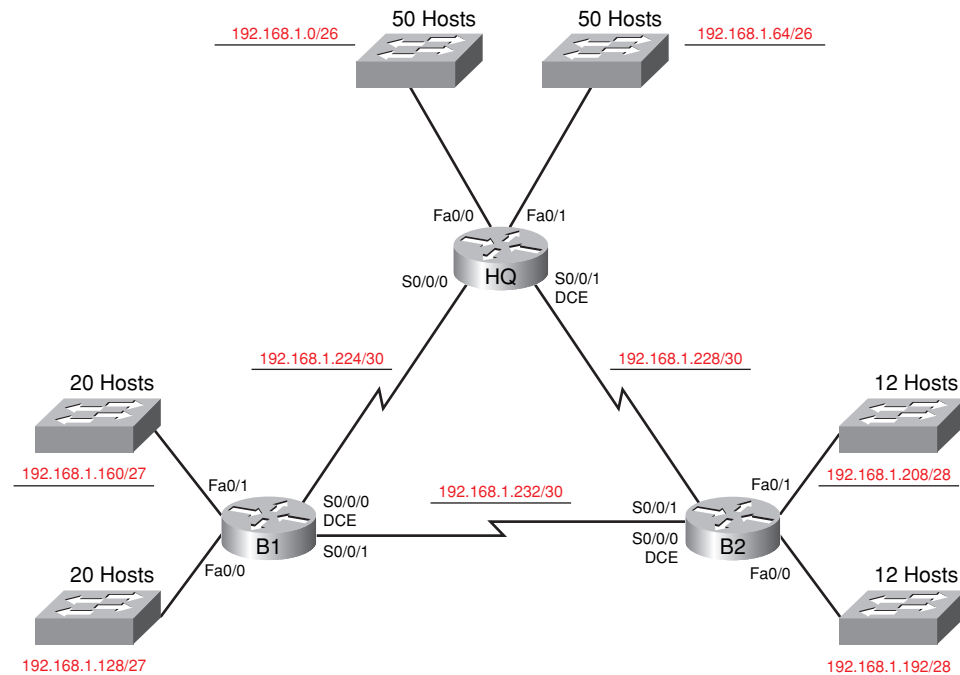 50 Hosts
50 Hosts
192.168.1.0/26
192.168.1.64/26
Fa0/0
Fa0/1
HQ
S0/0/0
S0/0/1
DCE
192.168.1.224/30
192.168.1.228/30
20 Hosts
12 Hosts
192.168.1.160/27
192.168.1.208/28
192.168.1.232/30
Fa0/1
Fa0/1
S0/0/0
DCE
S0/0/1
B1
S0/0/1
S0/0/0
DCE
B2
Fa0/0
Fa0/0
20 Hosts
12 Hosts
192.168.1.128/27
192.168.1.192/28